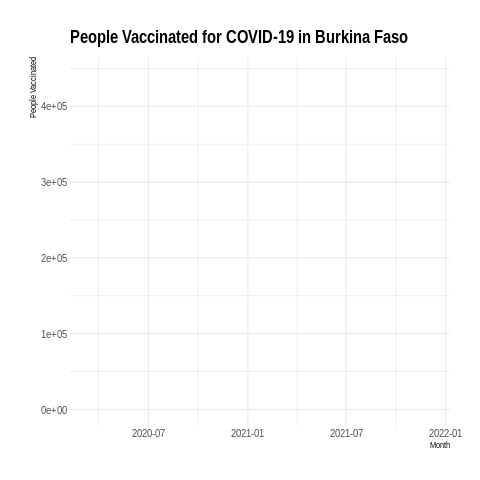 People Vaccinated for COVID-19 in Burkina Faso
People Vaccinated
4e+05
3e+05
2e+05
1e+05
0e+00
2020-07 2021-01 2021-07 2022-01
Month